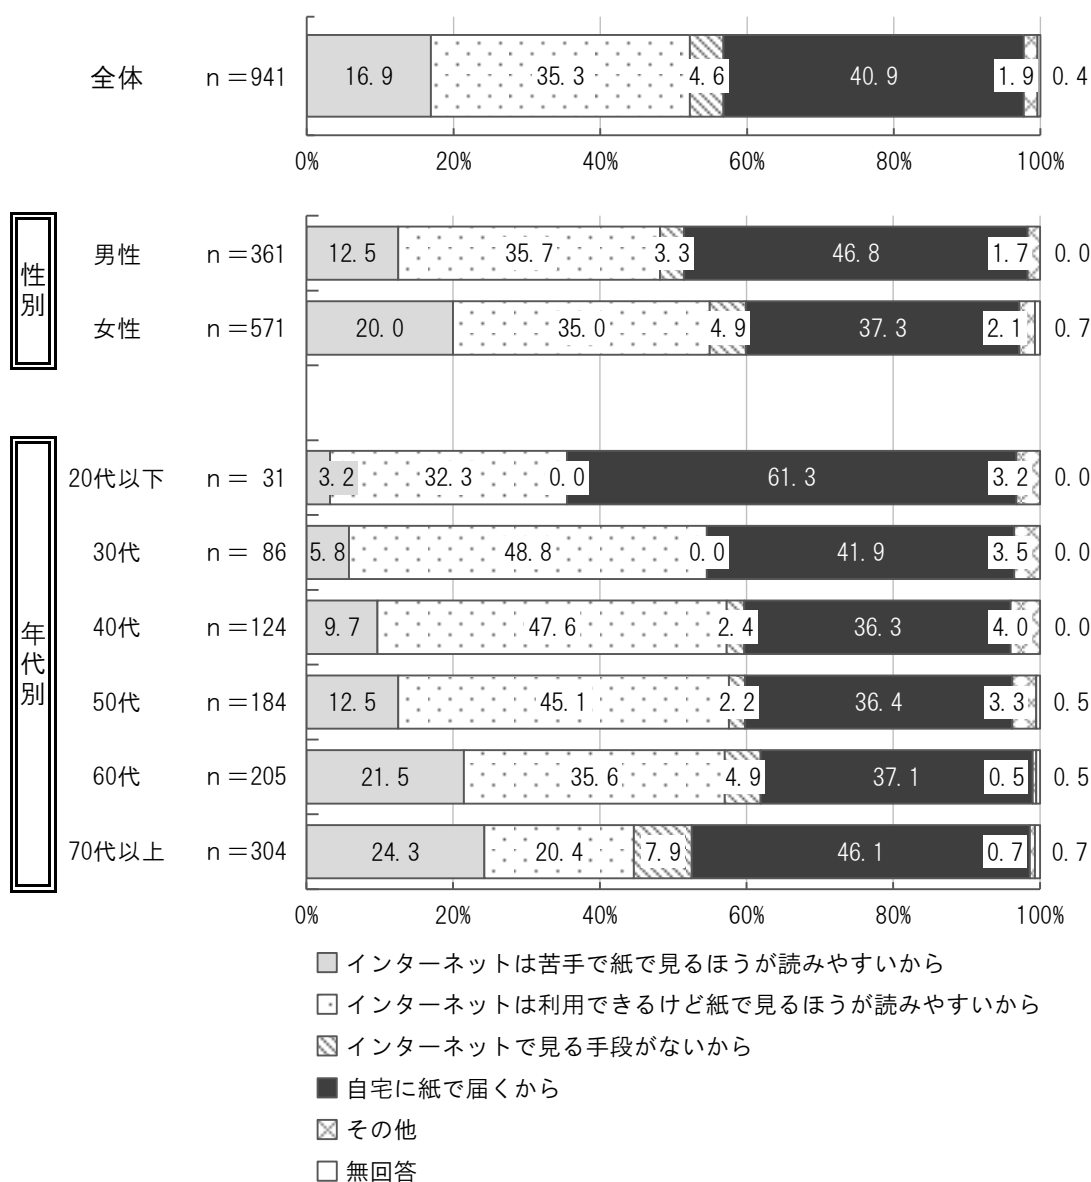 全体 n=941 16.9 35.3 4.6 40.9 1.9 0.4
0% 20% 40% 60% 80% 100%
性別
男性 n=361 12.5 35.7 3.3 46.8 1.7 0.0
女性 n=571 20.0 35.0 4.9 37.3 2.1 0.7
年代別
20代以下 n= 31 3.2 32.3 0.0 61.3 3.2 0.0
30代 n= 86 5.8 48.8 0.0 41.9 3.5 0.0
40代 n=124 9.7 47.6 2.4 36.3 4.0 0.0
50代 n=184 12.5 45.1 2.2 36.4 3.3 0.5
60代 n=205 21.5 35.6 4.9 37.1 0.5 0.5
70代以上 n=304 24.3 20.4 7.9 46.1 0.7 0.7
0% 20% 40% 60% 80% 100%
インターネットは苦手で紙で見るほうが読みやすいから
インターネットは利用できるけど紙で見るほうが読みやすいから
インターネットで見る手段がないから
自宅に紙で届くから
その他
無回答